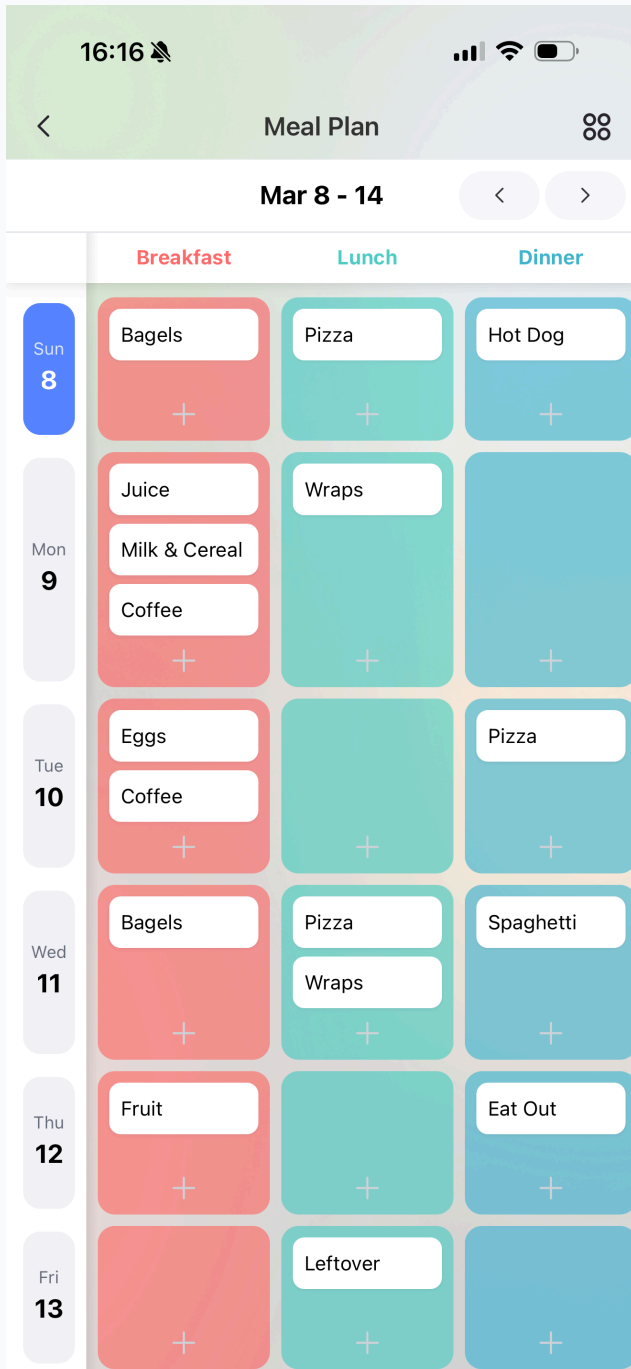 16:16
Meal Plan
Mar 8 - 14
Breakfast Lunch Dinner
Sun
8
Bagels
Pizza
Hot Dog
Mon
9
Juice
Milk & Cereal
Coffee
Wraps
Tue
10
Eggs
Coffee
Pizza
Wed
11
Bagels
Pizza
Wraps
Spaghetti
Thu
12
Fruit
Eat Out
Fri
13
Leftover